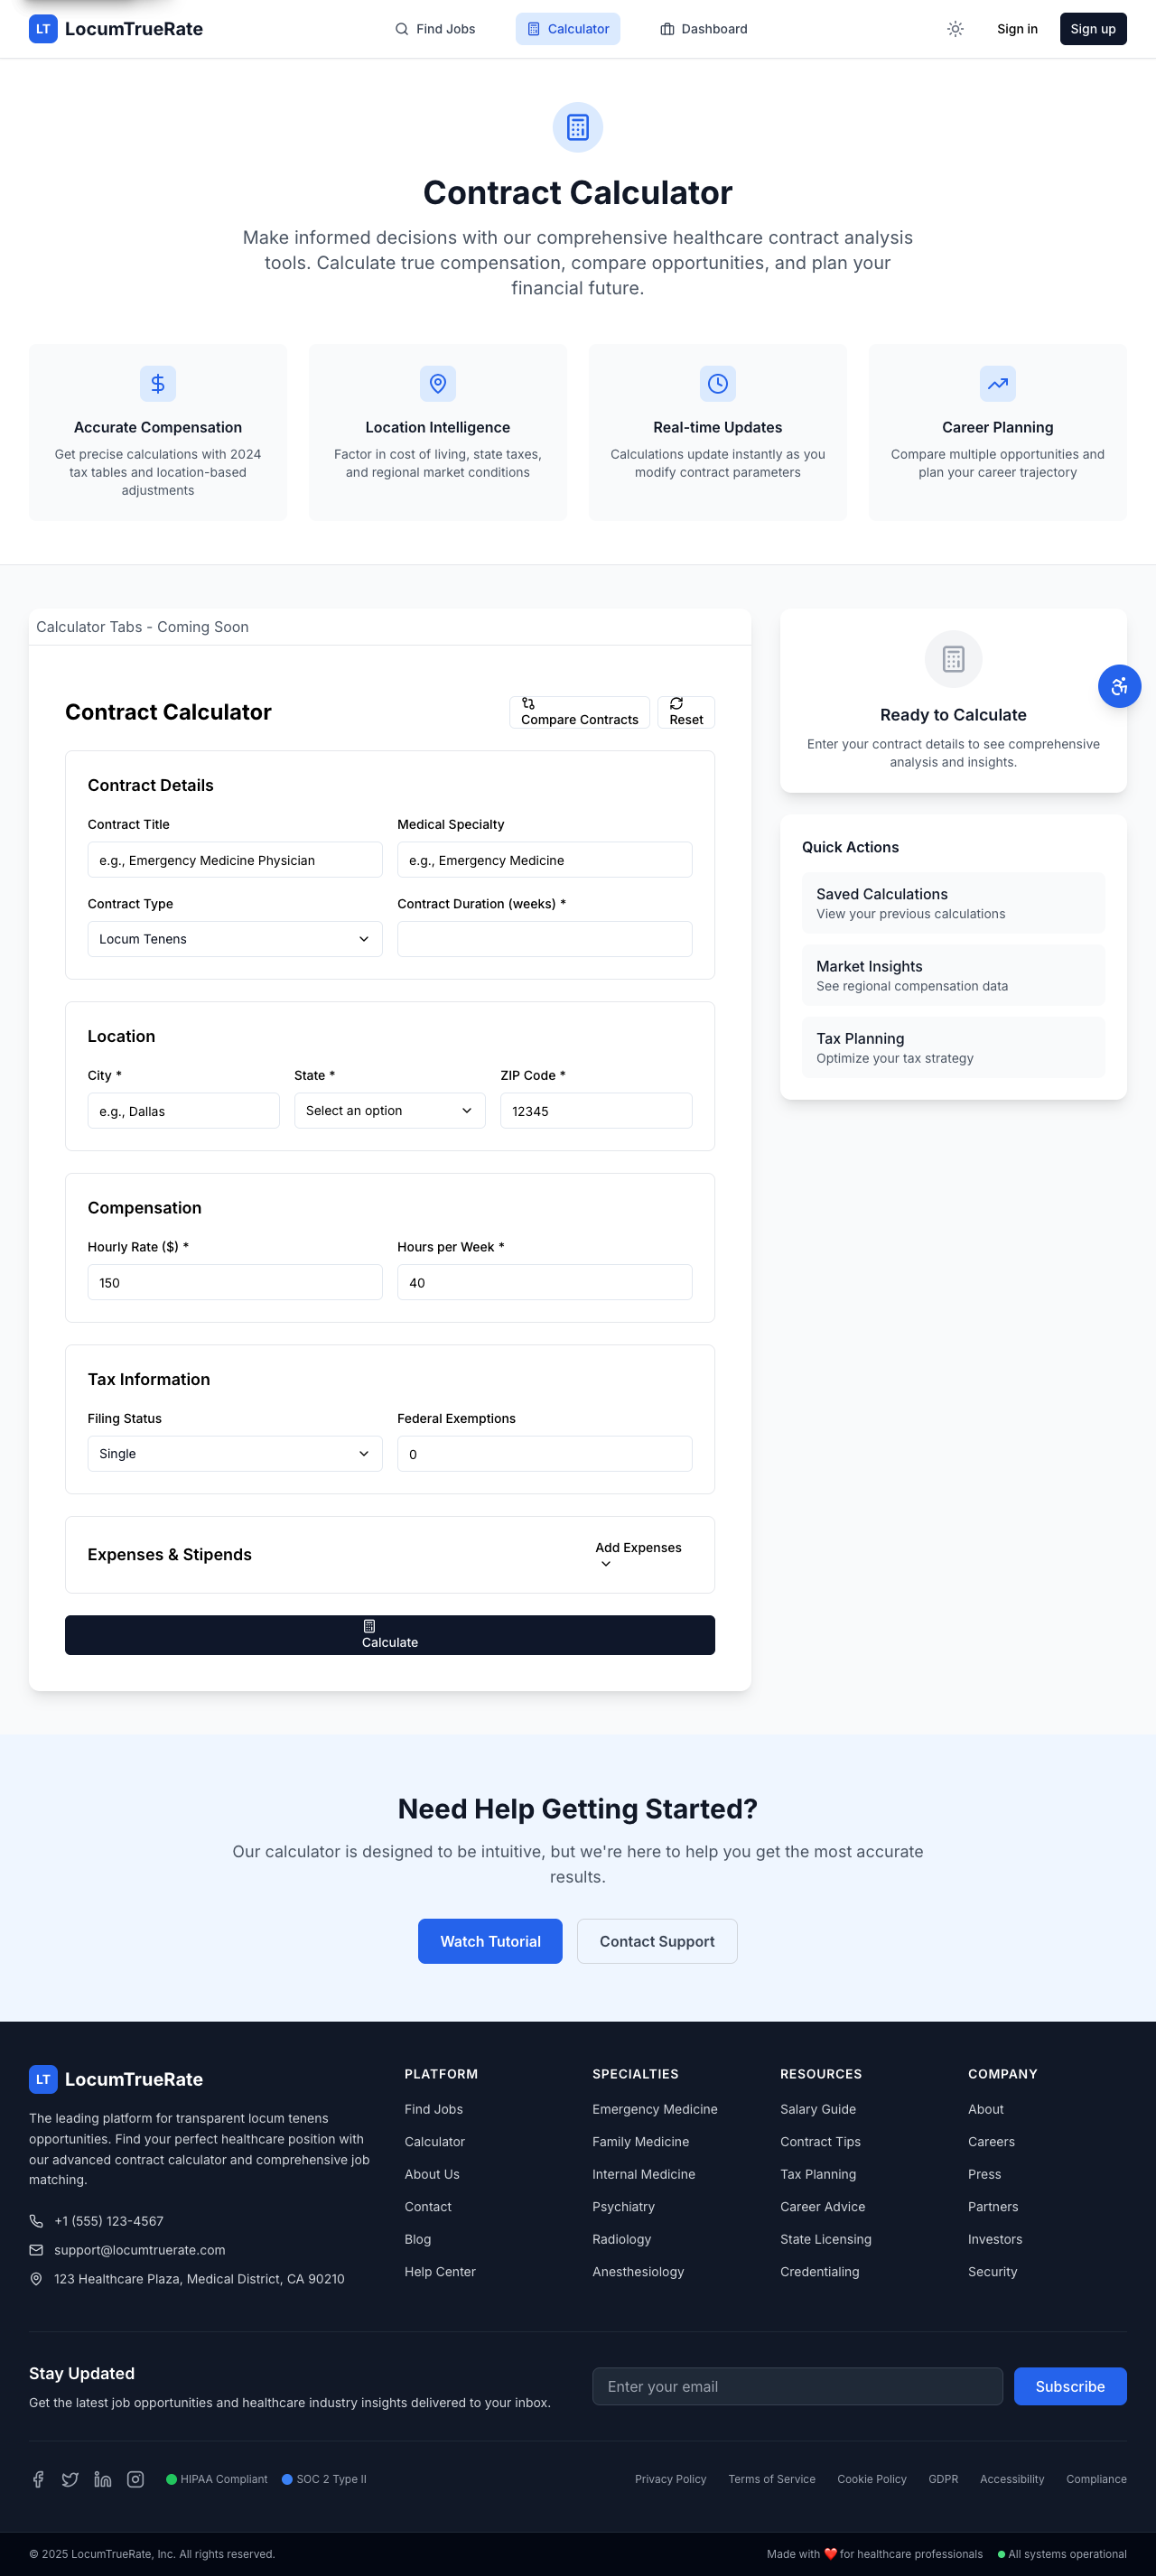 LT LocumTrueRate
Find Jobs
Calculator
Dashboard
Sign in
Sign up
Contract Calculator
Make informed decisions with our comprehensive healthcare contract analysis
tools. Calculate true compensation, compare opportunities, and plan your
financial future.
Accurate Compensation
Get precise calculations with 2024
tax tables and location-based
adjustments
Location Intelligence
Factor in cost of living, state taxes,
and regional market conditions
Real-time Updates
Calculations update instantly as you
modify contract parameters
Career Planning
Compare multiple opportunities and
plan your career trajectory
Calculator Tabs - Coming Soon
Contract Calculator
Compare Contracts
Reset
Contract Details
Contract Title
Medical Specialty
e.g., Emergency Medicine Physician
e.g., Emergency Medicine
Contract Type
Contract Duration (weeks) *
Locum Tenens
Location
City *
State *
ZIP Code *
e.g., Dallas
Select an option
12345
Compensation
Hourly Rate ($) *
Hours per Week *
150
40
Tax Information
Filing Status
Federal Exemptions
Single
0
Expenses & Stipends
Add Expenses
Calculate
Ready to Calculate
Enter your contract details to see comprehensive
analysis and insights.
Quick Actions
Saved Calculations
View your previous calculations
Market Insights
See regional compensation data
Tax Planning
Optimize your tax strategy
Need Help Getting Started?
Our calculator is designed to be intuitive, but we're here to help you get the most accurate
results.
Watch Tutorial
Contact Support
LT LocumTrueRate
The leading platform for transparent locum tenens
opportunities. Find your perfect healthcare position with
our advanced contract calculator and comprehensive job
matching.
+1 (555) 123-4567
support@locumtruerate.com
123 Healthcare Plaza, Medical District, CA 90210
PLATFORM
Find Jobs
Calculator
About Us
Contact
Blog
Help Center
SPECIALTIES
Emergency Medicine
Family Medicine
Internal Medicine
Psychiatry
Radiology
Anesthesiology
RESOURCES
Salary Guide
Contract Tips
Tax Planning
Career Advice
State Licensing
Credentialing
COMPANY
About
Careers
Press
Partners
Investors
Security
Stay Updated
Get the latest job opportunities and healthcare industry insights delivered to your inbox.
Enter your email
Subscribe
HIPAA Compliant
SOC 2 Type II
Privacy Policy
Terms of Service
Cookie Policy
GDPR
Accessibility
Compliance
© 2025 LocumTrueRate, Inc. All rights reserved.
Made with ❤️ for healthcare professionals
All systems operational